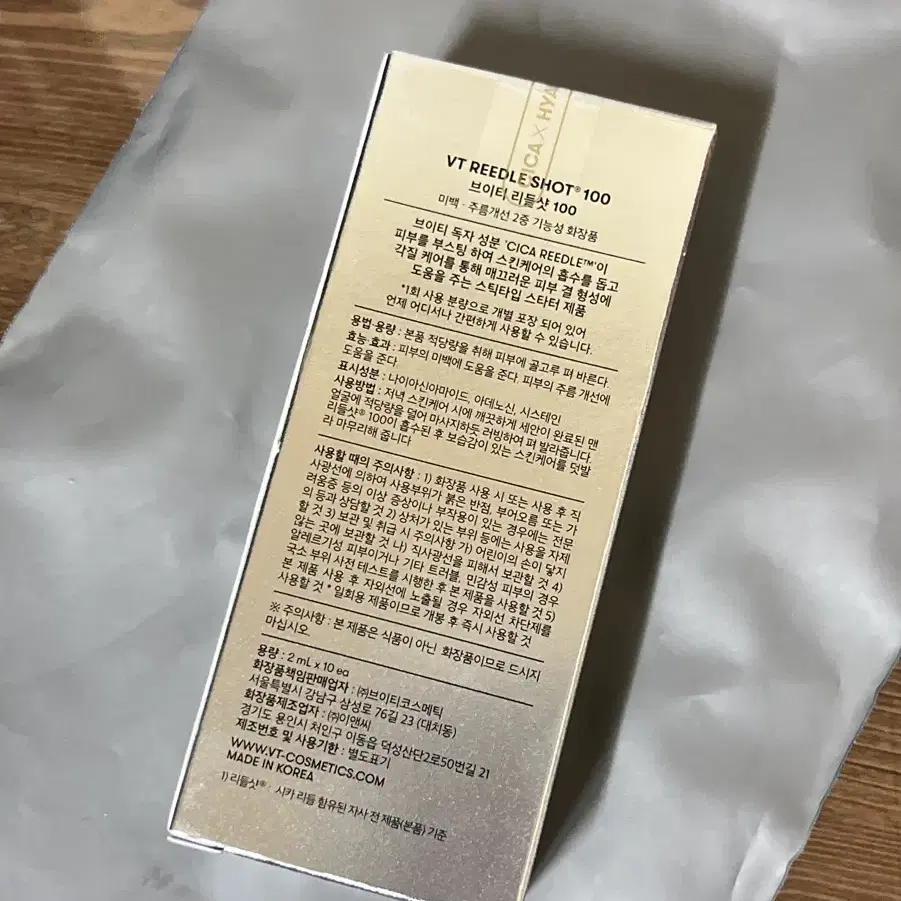 CICA × HYA
VT REEDLE SHOT® 100
브이티 리들샷 100
미백 · 주름개선 2중 기능성 화장품
브이티 독자 성분 'CICA REEDLE™'이
피부를 부스팅 하여 스킨케어의 흡수를 돕고
각질 케어를 통해 매끄러운 피부 결 형성에
도움을 주는 스틱타입 스타터 제품
*1회 사용 분량으로 개별 포장 되어 있어
언제 어디서나 간편하게 사용할 수 있습니다.
용법·용량 : 본품 적당량을 취해 피부에 골고루 펴 바른다.
효능·효과 : 피부의 미백에 도움을 준다. 피부의 주름 개선에
도움을 준다
표시성분 : 나이아신아마이드, 아데노신, 시스테인
사용방법 : 저녁 스킨케어 시에 깨끗하게 세안이 완료된 맨
얼굴에 적당량을 덜어 마사지하듯 러빙하여 펴 발라줍니다.
리들샷® 100이 흡수된 후 보습감이 있는 스킨케어를 덧발
라 마무리해 줍니다
사용할 때의 주의사항 : 1) 화장품 사용 시 또는 사용 후 직
사광선에 의하여 사용부위가 붉은 반점, 부어오름 또는 가
려움증 등의 이상 증상이나 부작용이 있는 경우에는 전문
의 등과 상담할 것 2) 상처가 있는 부위 등에는 사용을 자제
할 것 3) 보관 및 취급 시 주의사항 가) 어린이의 손이 닿지
않는 곳에 보관할 것 나) 직사광선을 피해서 보관할 것 4)
알레르기성 피부이거나 기타 트러블, 민감성 피부의 경우
국소 부위 사전 테스트를 시행한 후 본 제품을 사용할 것 5)
본 제품 사용 후 자외선에 노출될 경우 자외선 차단제를
사용할 것 * 일회용 제품이므로 개봉 후 즉시 사용할 것
※ 주의사항 : 본 제품은 식품이 아닌 화장품이므로 드시지
마십시오.
용량 : 2 mL x 10 ea
화장품책임판매업자 : ㈜브이티코스메틱
서울특별시 강남구 삼성로 76길 23 (대치동)
화장품제조업자 : ㈜이앤씨
경기도 용인시 처인구 이동읍 덕성산단2로50번길 21
제조번호 및 사용기한 : 별도표기
WWW.VT-COSMETICS.COM
MADE IN KOREA
1) 리들샷® : 시카 리들 함유된 자사 전 제품(본품) 기준